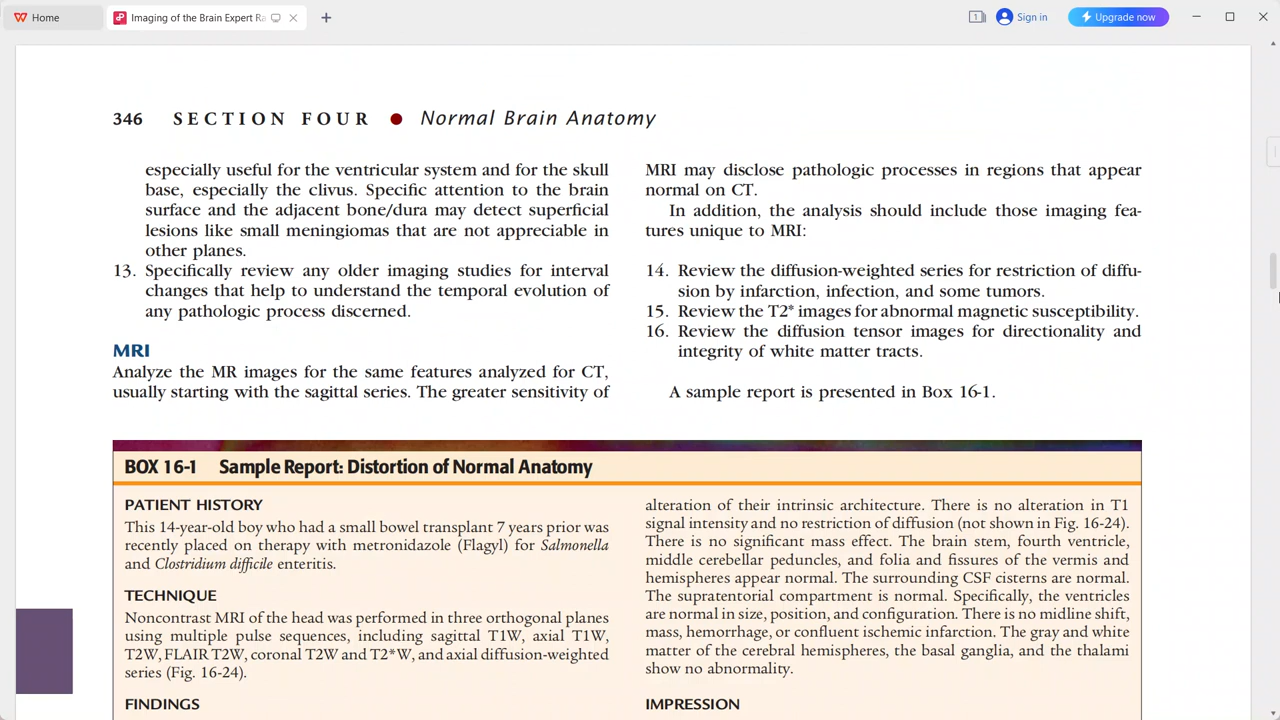 Home
Imaging of the Brain Expert Ra
1
Sign in
Upgrade now
346 SECTION FOUR ● Normal Brain Anatomy
especially useful for the ventricular system and for the skull
base, especially the clivus. Specific attention to the brain
surface and the adjacent bone/dura may detect superficial
lesions like small meningiomas that are not appreciable in
other planes.
13. Specifically review any older imaging studies for interval
changes that help to understand the temporal evolution of
any pathologic process discerned.
MRI
Analyze the MR images for the same features analyzed for CT,
usually starting with the sagittal series. The greater sensitivity of
MRI may disclose pathologic processes in regions that appear
normal on CT.
In addition, the analysis should include those imaging fea-
tures unique to MRI:
14. Review the diffusion-weighted series for restriction of diffu-
sion by infarction, infection, and some tumors.
15. Review the T2* images for abnormal magnetic susceptibility.
16. Review the diffusion tensor images for directionality and
integrity of white matter tracts.
A sample report is presented in Box 16-1.
BOX 16-1 Sample Report: Distortion of Normal Anatomy
PATIENT HISTORY
This 14-year-old boy who had a small bowel transplant 7 years prior was
recently placed on therapy with metronidazole (Flagyl) for Salmonella
and Clostridium difficile enteritis.
TECHNIQUE
Noncontrast MRI of the head was performed in three orthogonal planes
using multiple pulse sequences, including sagittal T1W, axial T1W,
T2W, FLAIR T2W, coronal T2W and T2*W, and axial diffusion-weighted
series (Fig. 16-24).
FINDINGS
alteration of their intrinsic architecture. There is no alteration in T1
signal intensity and no restriction of diffusion (not shown in Fig. 16-24).
There is no significant mass effect. The brain stem, fourth ventricle,
middle cerebellar peduncles, and folia and fissures of the vermis and
hemispheres appear normal. The surrounding CSF cisterns are normal.
The supratentorial compartment is normal. Specifically, the ventricles
are normal in size, position, and configuration. There is no midline shift,
mass, hemorrhage, or confluent ischemic infarction. The gray and white
matter of the cerebral hemispheres, the basal ganglia, and the thalami
show no abnormality.
IMPRESSION